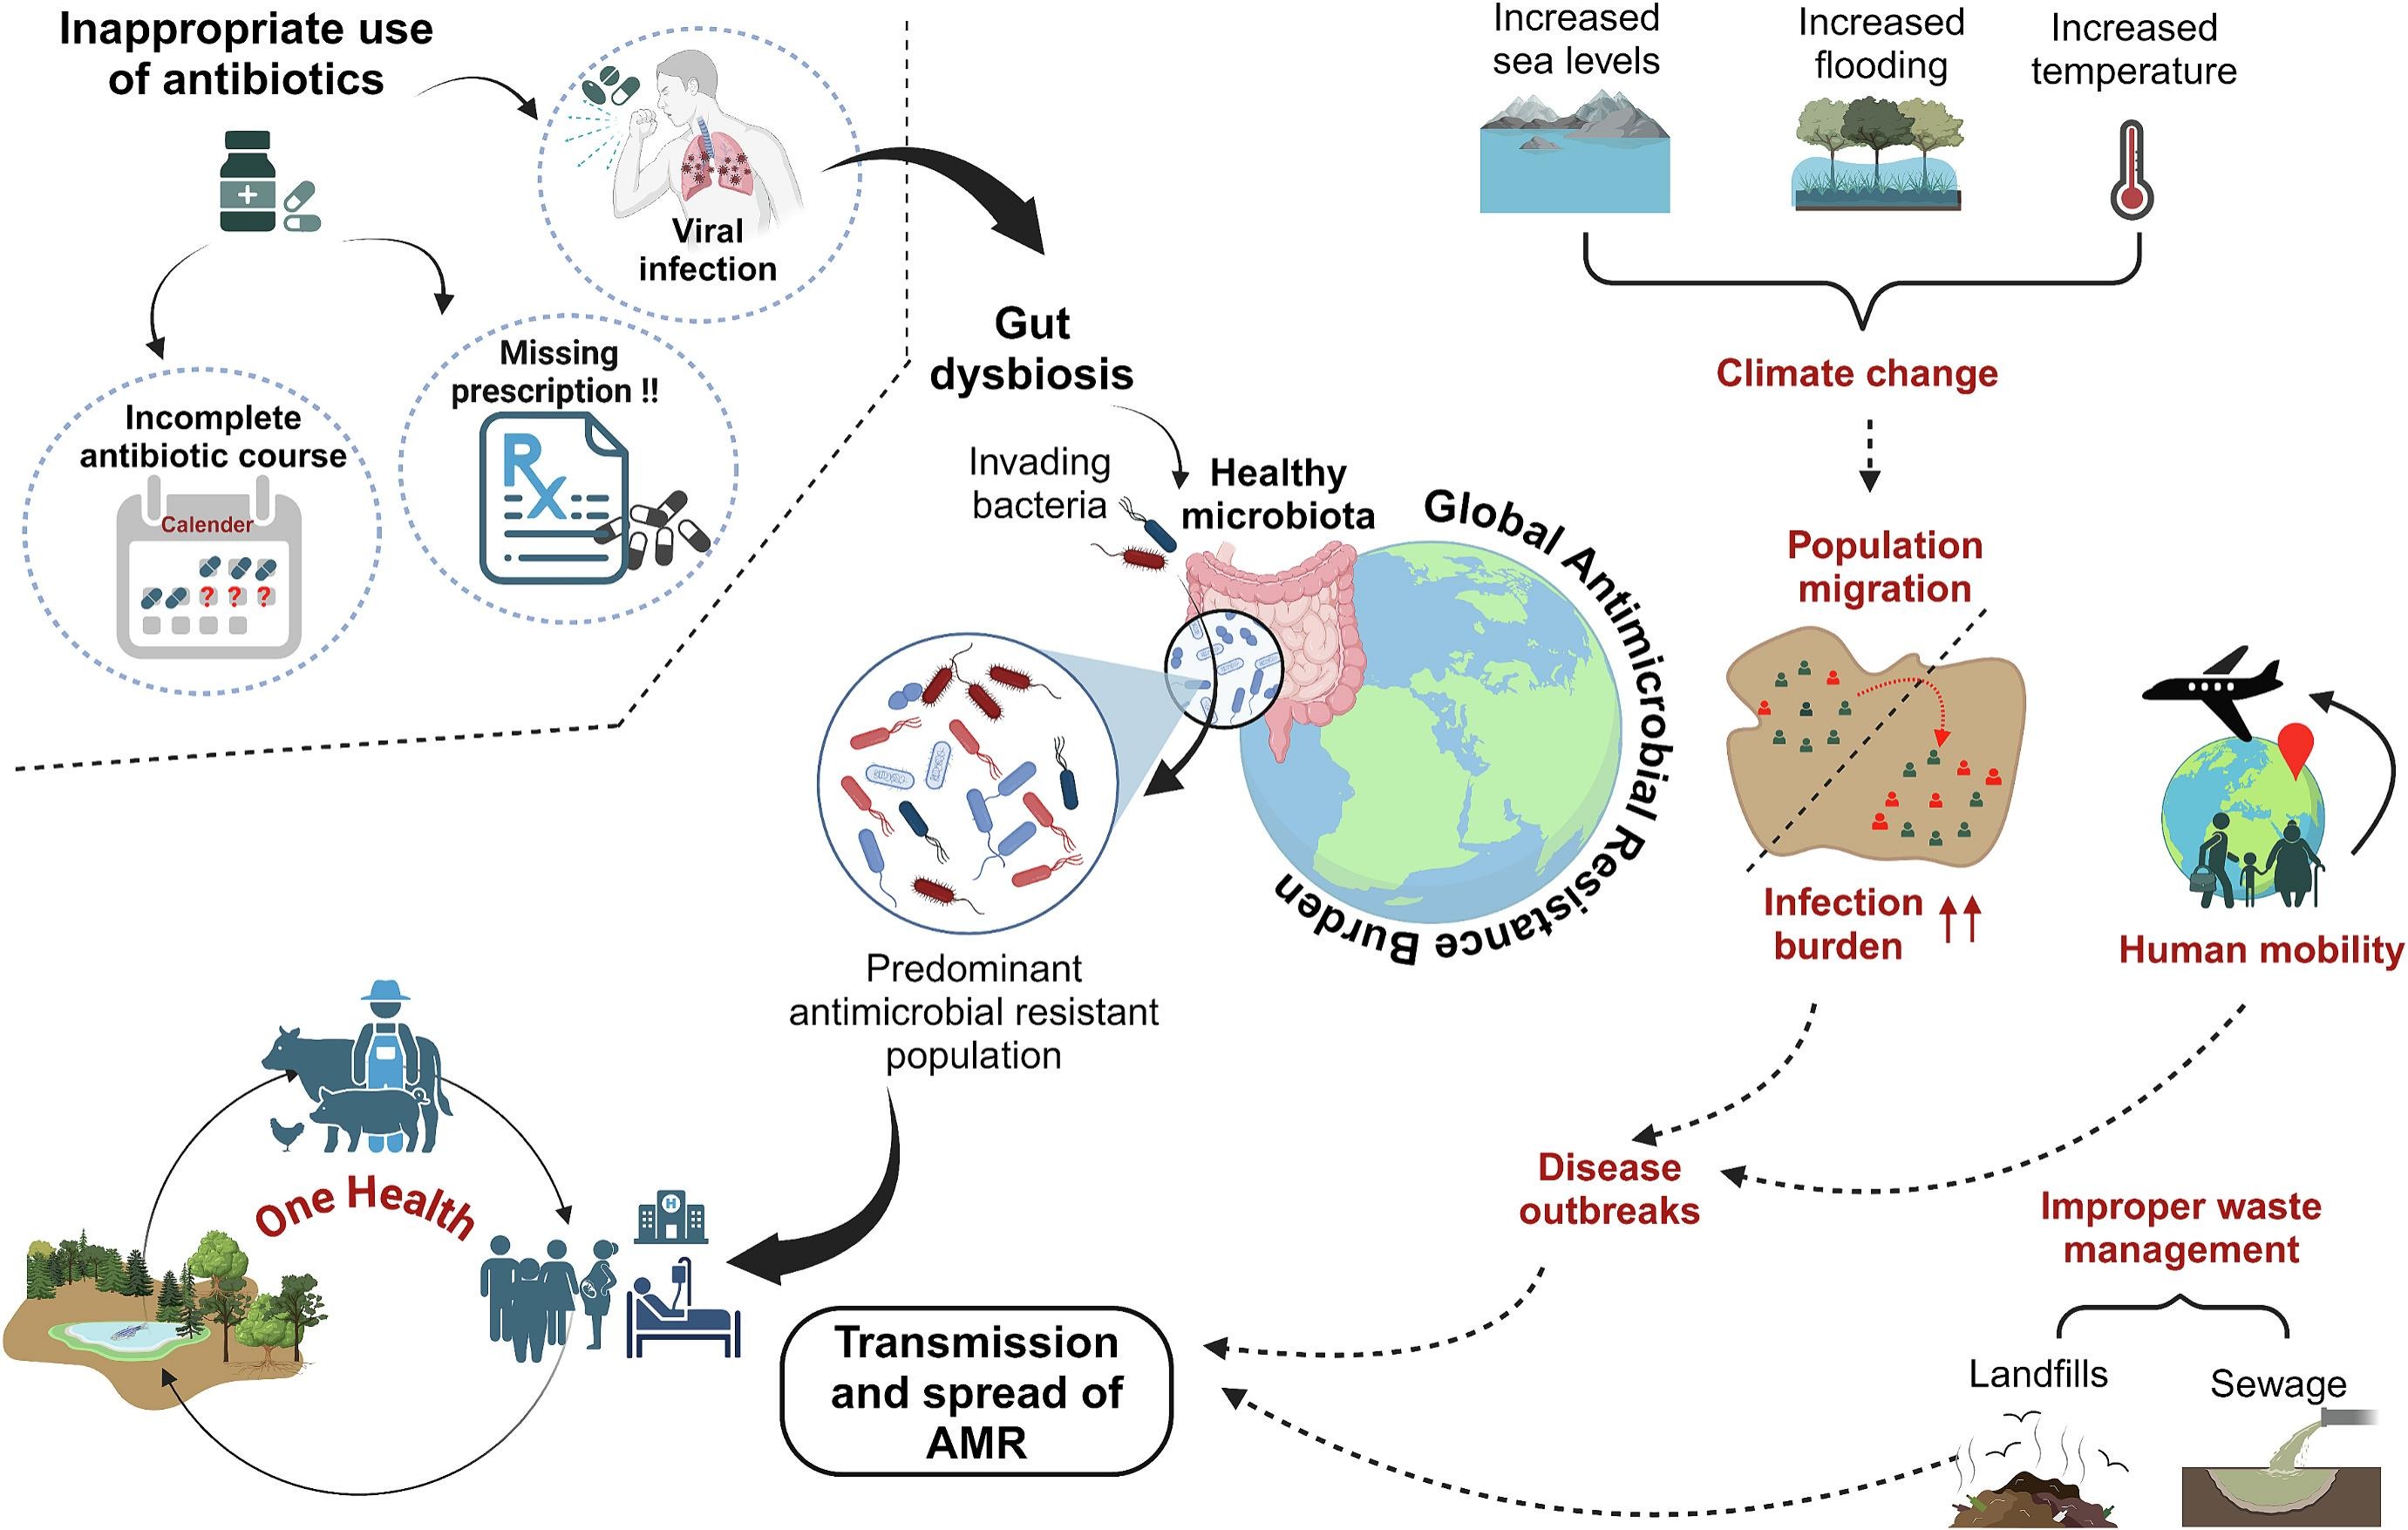 Inappropriate use
of antibiotics
Viral
infection
Missing
prescription !!
Rx
Incomplete
antibiotic course
Calender
? ? ?
Gut
dysbiosis
Invading
bacteria
Healthy
microbiota
Global Antimicrobial Resistance Burden
Predominant
antimicrobial resistant
population
Increased
sea levels
Increased
flooding
Increased
temperature
Climate change
Population
migration
Infection
burden
Human mobility
Disease
outbreaks
Improper waste
management
Landfills
Sewage
One Health
H
Transmission
and spread of
AMR